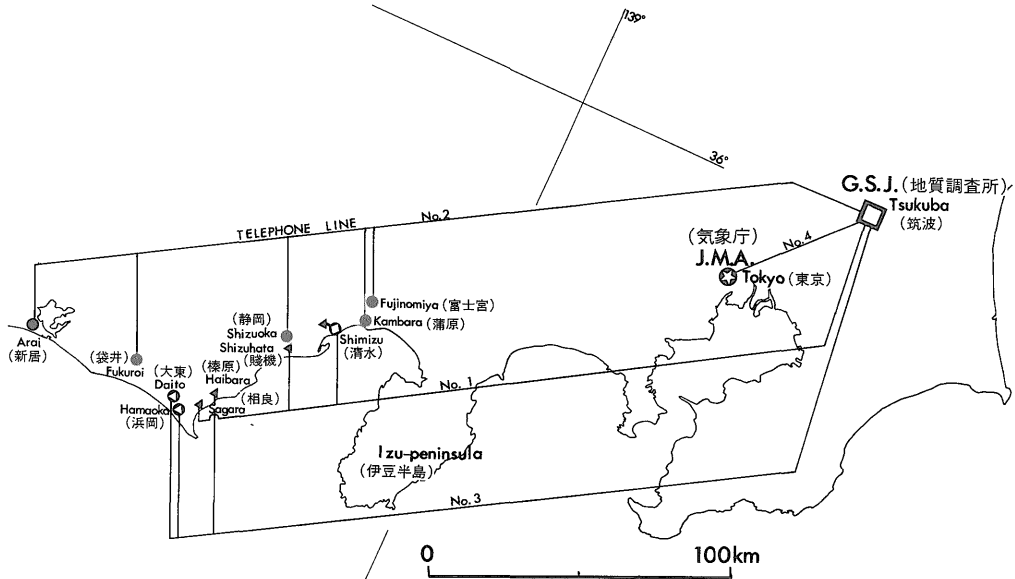 139°
36°
G.S.J.(地質調査所)
Tsukuba
(筑波)
No.2
TELEPHONE LINE
No.4
(気象庁)
J.M.A.
Tokyo(東京)
Fujinomiya(富士宮)
Kambara(蒲原)
(静岡)
Shizuoka
Shizuhata
(賤機)
Shimizu
(清水)
Arai
(新居)
(袋井)
Fukuroi
(大東)
Daito
(榛原)
Haibara
(相良)
Sagara
Hamaoka
(浜岡)
No.1
Izu-peninsula
(伊豆半島)
No.3
0 100km